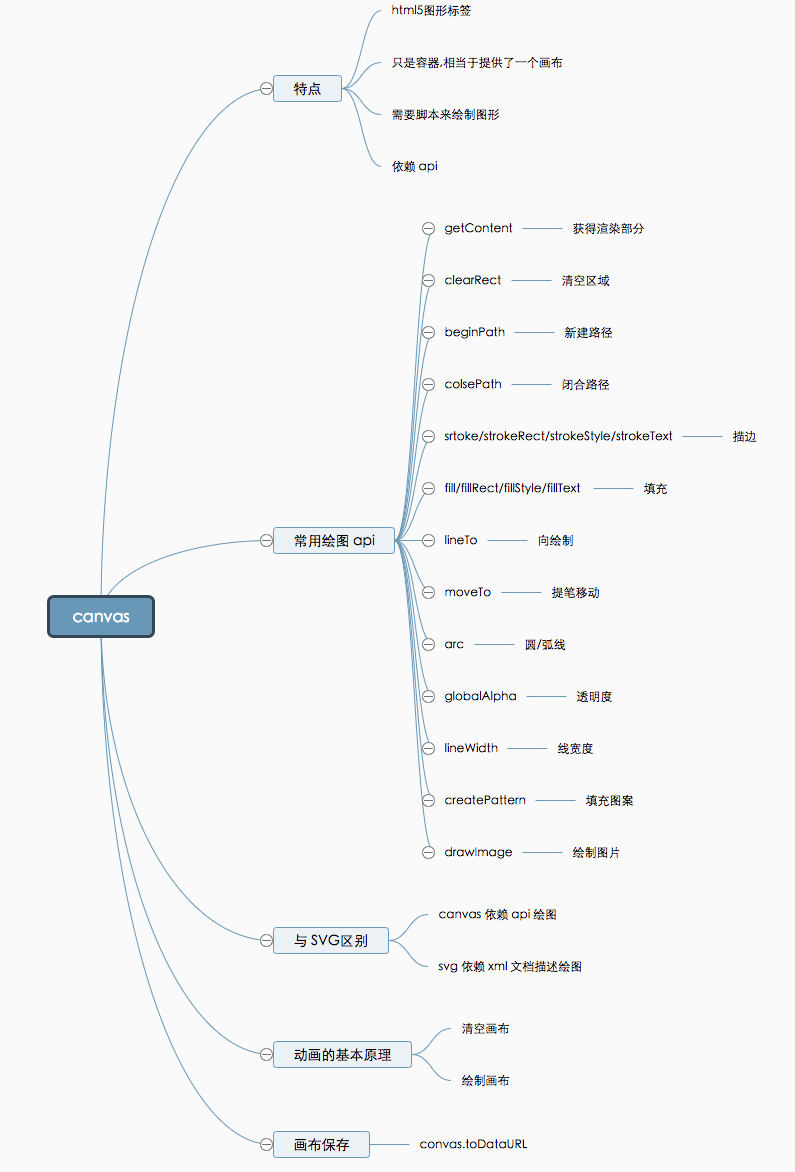 html5图形标签
只是容器,相当于提供了一个画布
特点
需要脚本来绘制图形
依赖 api
getContent 获得渲染部分
clearRect 清空区域
beginPath 新建路径
colsePath 闭合路径
srtoke/strokeRect/strokeStyle/strokeText 描边
fill/fillRect/fillStyle/fillText 填充
常用绘图 api
lineTo 向绘制
moveTo 提笔移动
canvas
arc 圆/弧线
globalAlpha 透明度
lineWidth 线宽度
createPattern 填充图案
drawImage 绘制图片
canvas 依赖 api 绘图
与 SVG区别
svg 依赖 xml 文档描述绘图
清空画布
动画的基本原理
绘制画布
画布保存
canvas.toDataURL